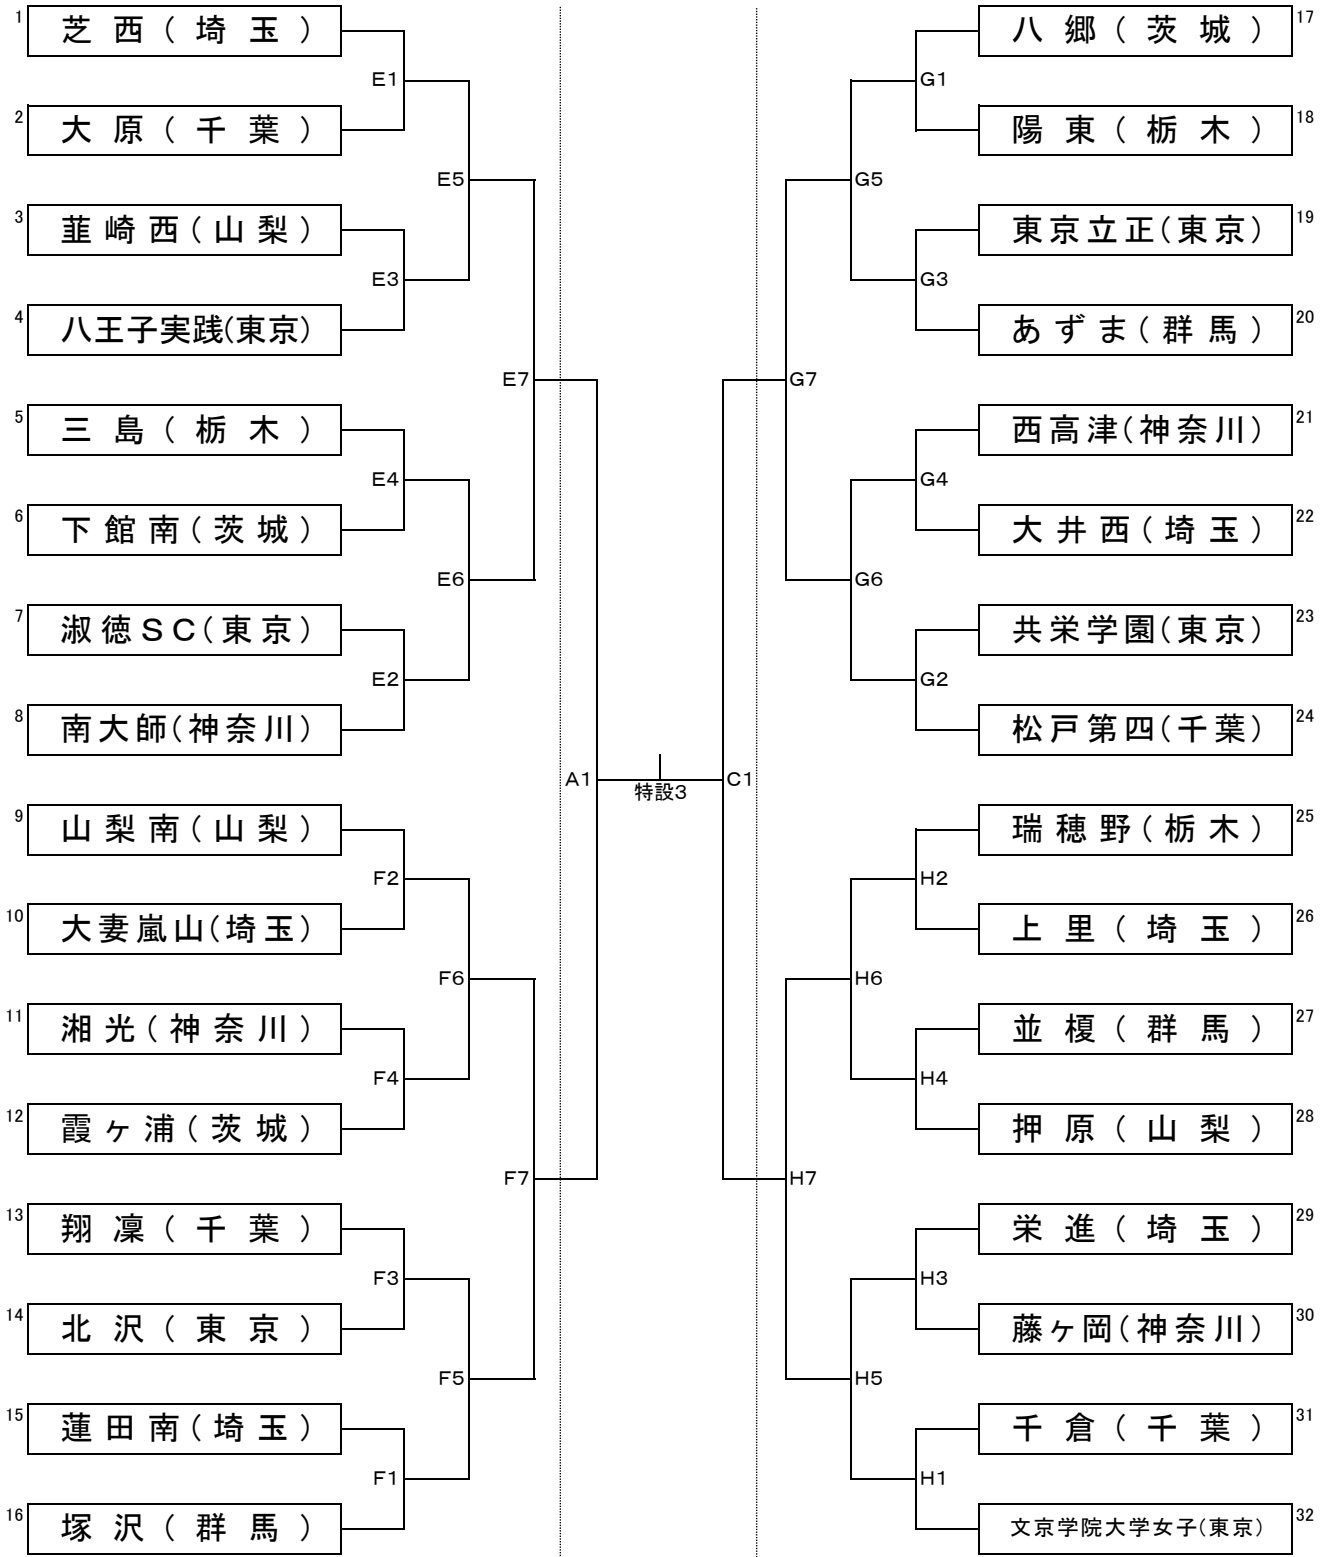 1 芝西(埼玉)
E1
2 大原(千葉)
E5
3 韮崎西(山梨)
E3
4 八王子実践(東京)
E7
5 三島(栃木)
E4
6 下館南(茨城)
E6
7 淑徳SC(東京)
E2
8 南大師(神奈川)
A1
9 山梨南(山梨)
F2
10 大妻嵐山(埼玉)
F6
11 湘光(神奈川)
F4
12 霞ヶ浦(茨城)
F7
13 翔凜(千葉)
F3
14 北沢(東京)
F5
15 蓮田南(埼玉)
F1
16 塚沢(群馬)
特設3
八郷(茨城) 17
G1
陽東(栃木) 18
G5
東京立正(東京) 19
G3
あずま(群馬) 20
G7
西高津(神奈川) 21
G4
大井西(埼玉) 22
G6
共栄学園(東京) 23
G2
松戸第四(千葉) 24
C1
瑞穂野(栃木) 25
H2
上里(埼玉) 26
H6
並榎(群馬) 27
H4
押原(山梨) 28
H7
栄進(埼玉) 29
H3
藤ヶ岡(神奈川) 30
H5
千倉(千葉) 31
H1
文京学院大学女子(東京) 32